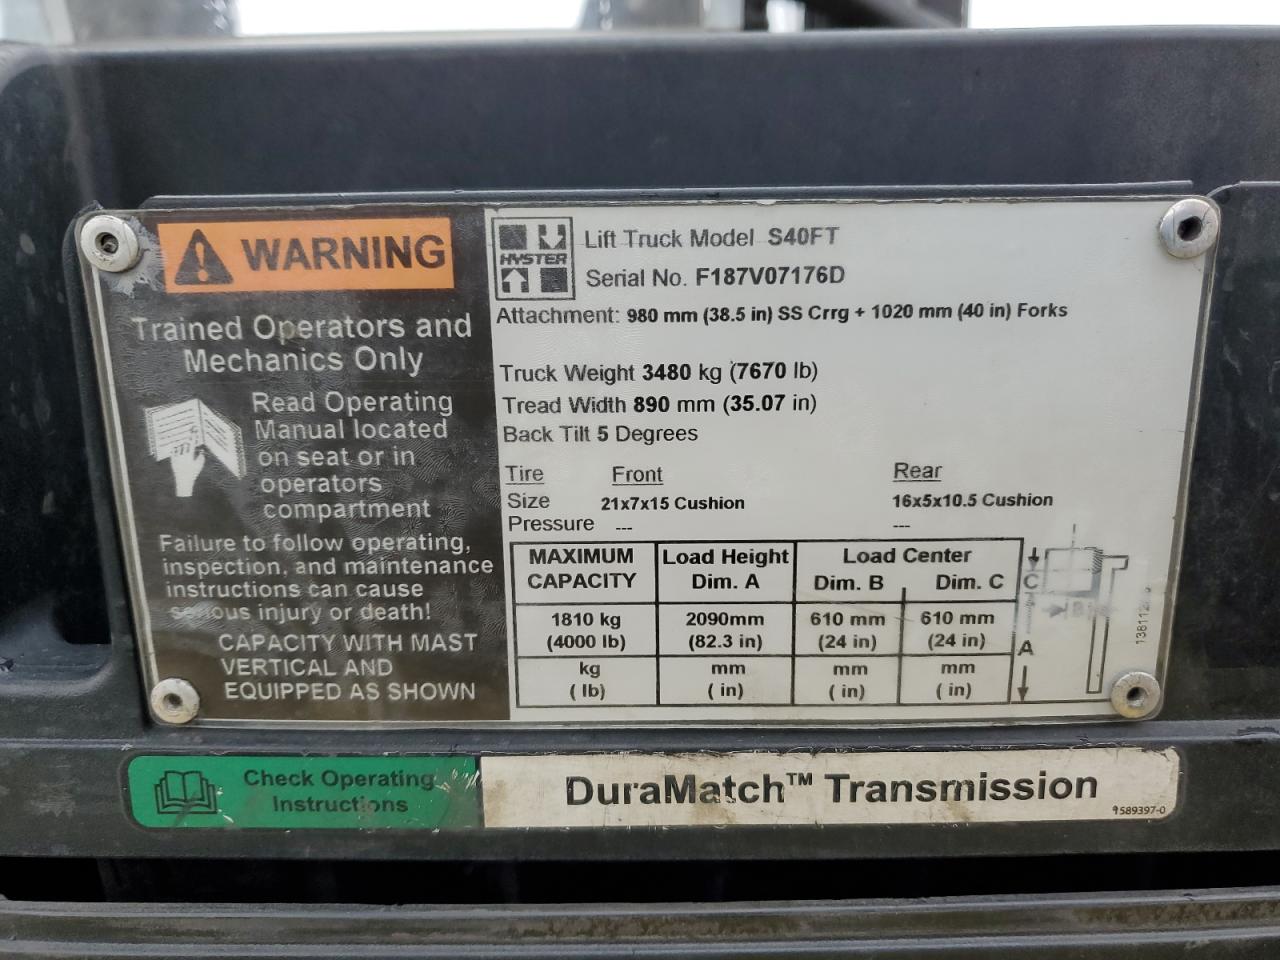 WARNING
Trained Operators and
Mechanics Only
Read Operating
Manual located
on seat or in
operators
compartment
Failure to follow operating,
inspection, and maintenance
instructions can cause
serious injury or death!
CAPACITY WITH MAST
VERTICAL AND
EQUIPPED AS SHOWN
HYSTER
Lift Truck Model S40FT
Serial No. F187V07176D
Attachment: 980 mm (38.5 in) SS Crrg + 1020 mm (40 in) Forks
Truck Weight 3480 kg (7670 lb)
Tread Width 890 mm (35.07 in)
Back Tilt 5 Degrees
Tire Front Rear
Size 21x7x15 Cushion 16x5x10.5 Cushion
Pressure --- ---
MAXIMUM Load Height Load Center
CAPACITY Dim. A Dim. B Dim. C
1810 kg 2090mm 610 mm 610 mm
(4000 lb) (82.3 in) (24 in) (24 in)
kg mm mm mm
( lb) ( in) ( in) ( in)
C
B
A
Check Operating
Instructions
DuraMatch™ Transmission
1589397-0